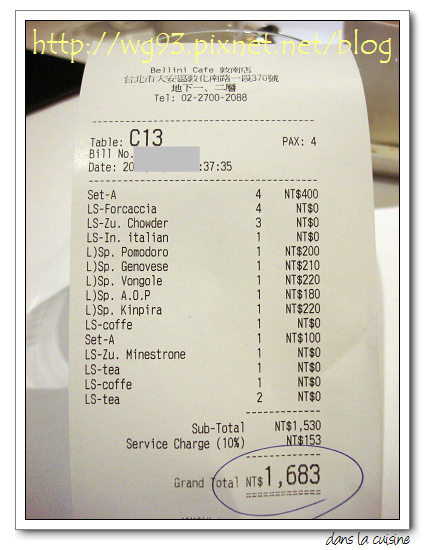 http://wg93.pixnet.net/blog
Bellini Cafe 敦南店
台北市大安區敦化南路一段370號
地下一、二層
Tel: 02-2700-2088
Table: C13 PAX: 4
Bill No.
Date: 20 :37:35
Set-A 4 NT$400
LS-Forcaccia 4 NT$0
LS-Zu. Chowder 3 NT$0
LS-In. italian 1 NT$0
L)Sp. Pomodoro 1 NT$200
L)Sp. Genovese 1 NT$210
L)Sp. Vongole 1 NT$220
L)Sp. A.O.P 1 NT$180
L)Sp. Kinpira 1 NT$220
LS-coffe 1 NT$0
Set-A 1 NT$100
LS-Zu. Minestrone 1 NT$0
LS-tea 1 NT$0
LS-coffe 1 NT$0
LS-tea 2 NT$0
Sub-Total NT$1,530
Service Charge (10%) NT$153
Grand Total NT$1,683
dans la cuisine